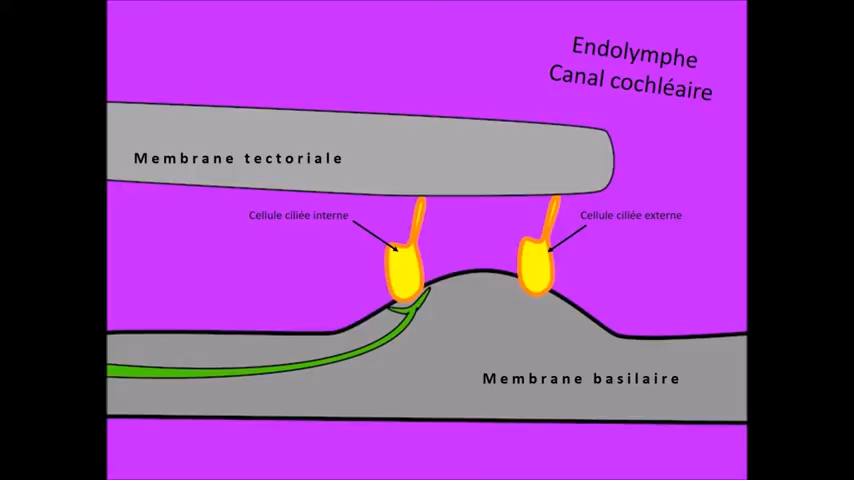 Endolymphe
Canal cochléaire
Membrane tectoriale
Cellule ciliée interne
Cellule ciliée externe
Membrane basilaire